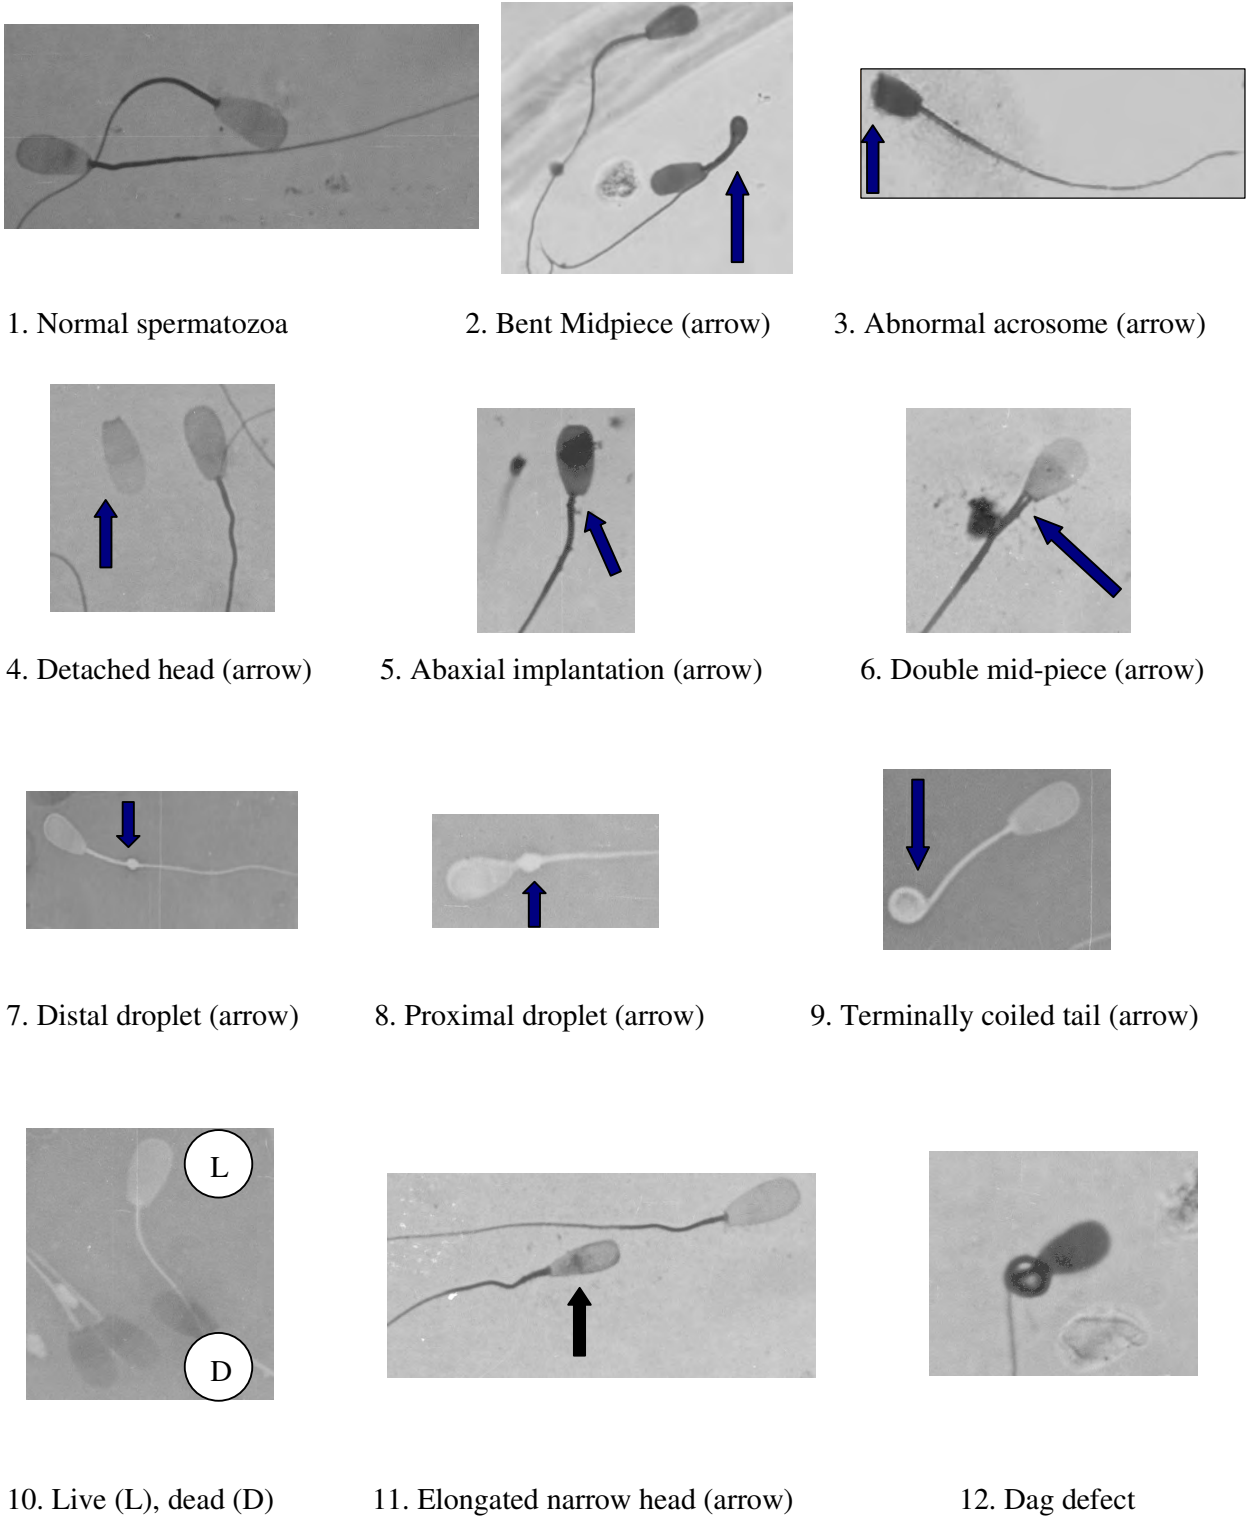 1. Normal spermatozoa
2. Bent Midpiece (arrow)
3. Abnormal acrosome (arrow)
4. Detached head (arrow)
5. Abaxial implantation (arrow)
6. Double mid-piece (arrow)
7. Distal droplet (arrow)
8. Proximal droplet (arrow)
9. Terminally coiled tail (arrow)
L
D
10. Live (L), dead (D)
11. Elongated narrow head (arrow)
12. Dag defect